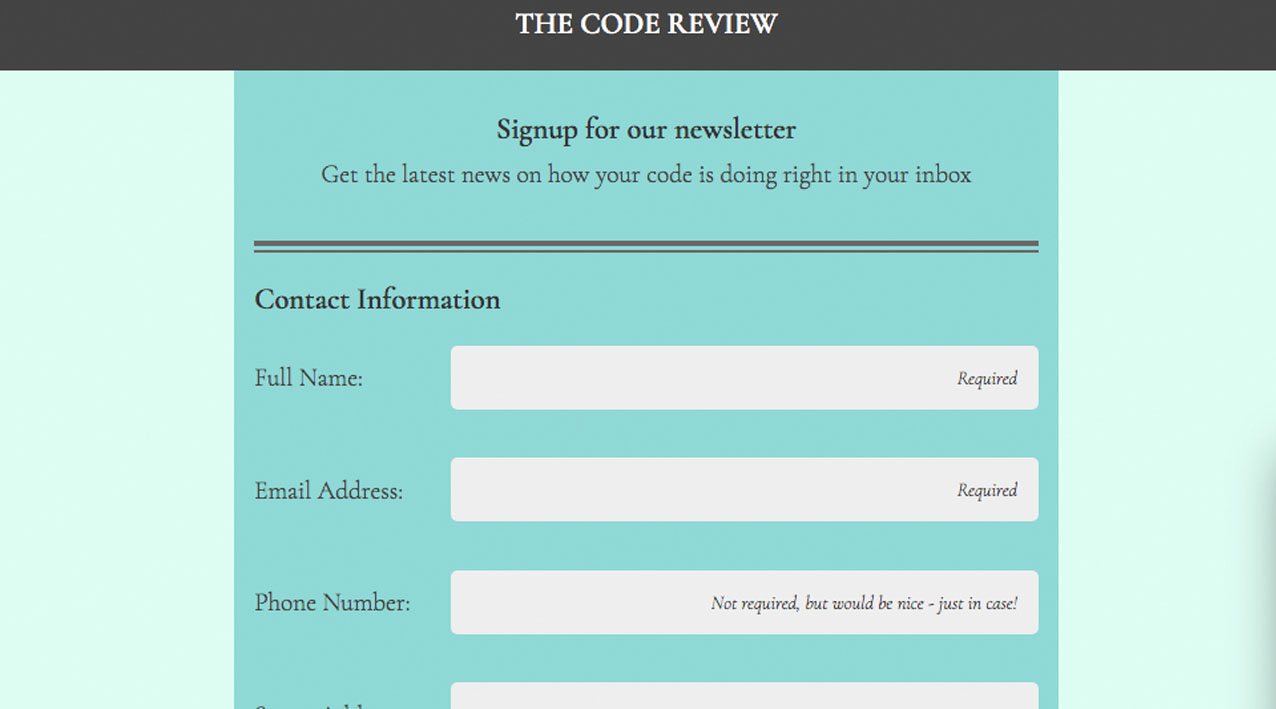 THE CODE REVIEW
Signup for our newsletter
Get the latest news on how your code is doing right in your inbox
Contact Information
Full Name:
Required
Email Address:
Required
Phone Number:
Not required, but would be nice - just in case!